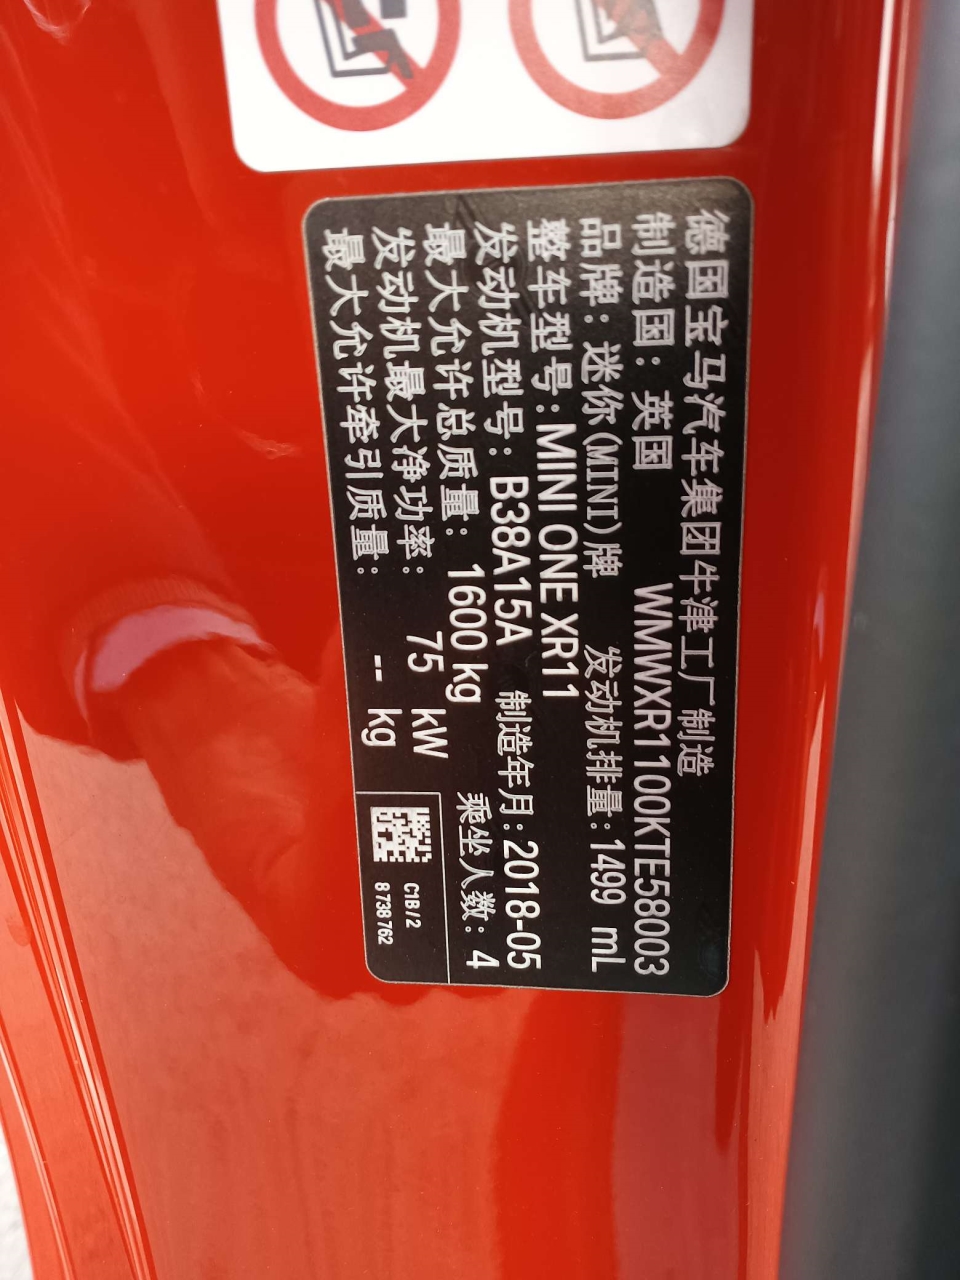 德国宝马汽车集团牛津工厂制造
制造国：英国 WMWXR1100KTE58003
品牌：迷你(MINI)牌 发动机排量：1499 mL
整车型号：MINI ONE XR11
发动机型号：B38A15A 制造年月：2018-05
最大允许总质量：1600 kg 乘坐人数：4
发动机最大净功率：75 kW
最大允许牵引质量：-- kg
C1B/2
8 738 762